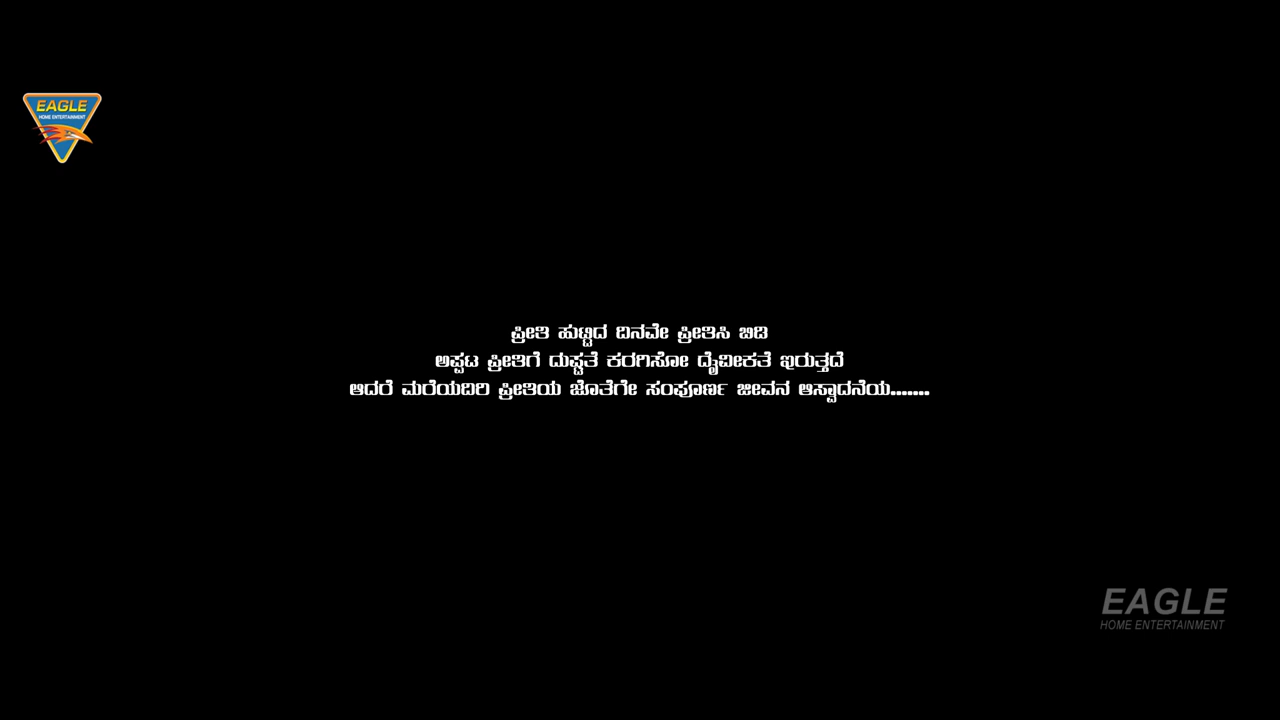 EAGLE
HOME ENTERTAINMENT
ಪ್ರೀತಿ ಹುಟ್ಟಿದ ದಿನವೇ ಪ್ರೀತಿಸಿ ಬಿಡಿ
ಅಪ್ಪಟ ಪ್ರೀತಿಗೆ ದುಷ್ಟತೆ ಕರಗಿಸೋ ದೈವೀಕತೆ ಇರುತ್ತದೆ
ಆದರೆ ಮರೆಯದಿರಿ ಪ್ರೀತಿಯ ಜೊತೆಗೇ ಸಂಪೂರ್ಣ ಜೀವನ ಆಸ್ವಾದನೆಯ.......
EAGLE
HOME ENTERTAINMENT